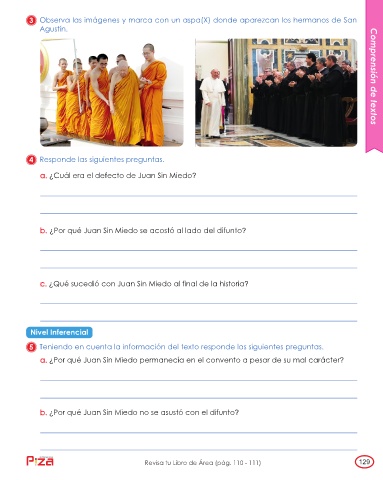 3 Observa las imágenes y marca con un aspa(X) donde aparezcan los hermanos de San
Agustín.
Comprensión de textos
4 Responde las siguientes preguntas.
a. ¿Cuál era el defecto de Juan Sin Miedo?
b. ¿Por qué Juan Sin Miedo se acostó al lado del difunto?
c. ¿Qué sucedió con Juan Sin Miedo al final de la historia?
Nivel Inferencial
5 Teniendo en cuenta la información del texto responde las siguientes preguntas.
a. ¿Por qué Juan Sin Miedo permanecía en el convento a pesar de su mal carácter?
b. ¿Por qué Juan Sin Miedo no se asustó con el difunto?
Revisa tu Libro de Área (pág. 110 - 111)
129